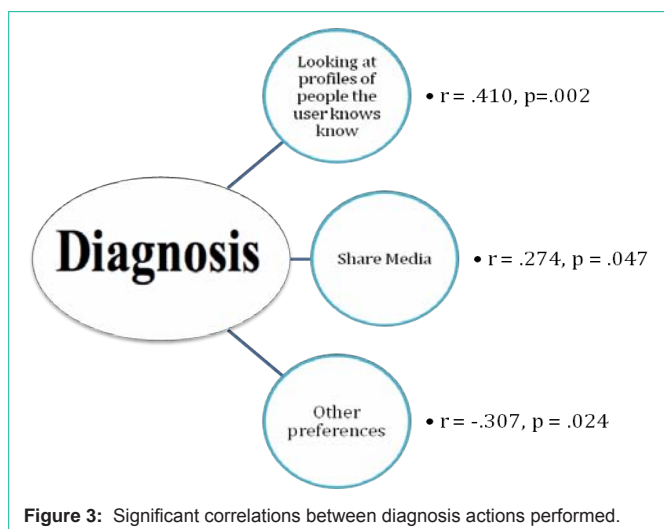 Looking at
profiles of
people the
user knows
know
• r = .410, p=.002
Diagnosis
Share Media
• r = .274, p = .047
Other
preferences
• r = -.307, p = .024
Figure 3: Significant correlations between diagnosis actions performed.